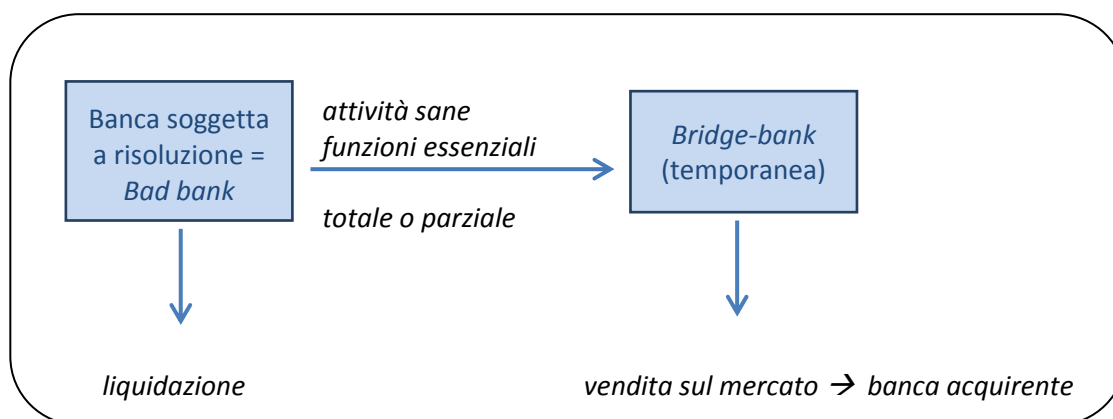 Banca soggetta
a risoluzione =
Bad bank
attività sane
funzioni essenziali
totale o parziale
Bridge-bank
(temporanea)
liquidazione
vendita sul mercato → banca acquirente